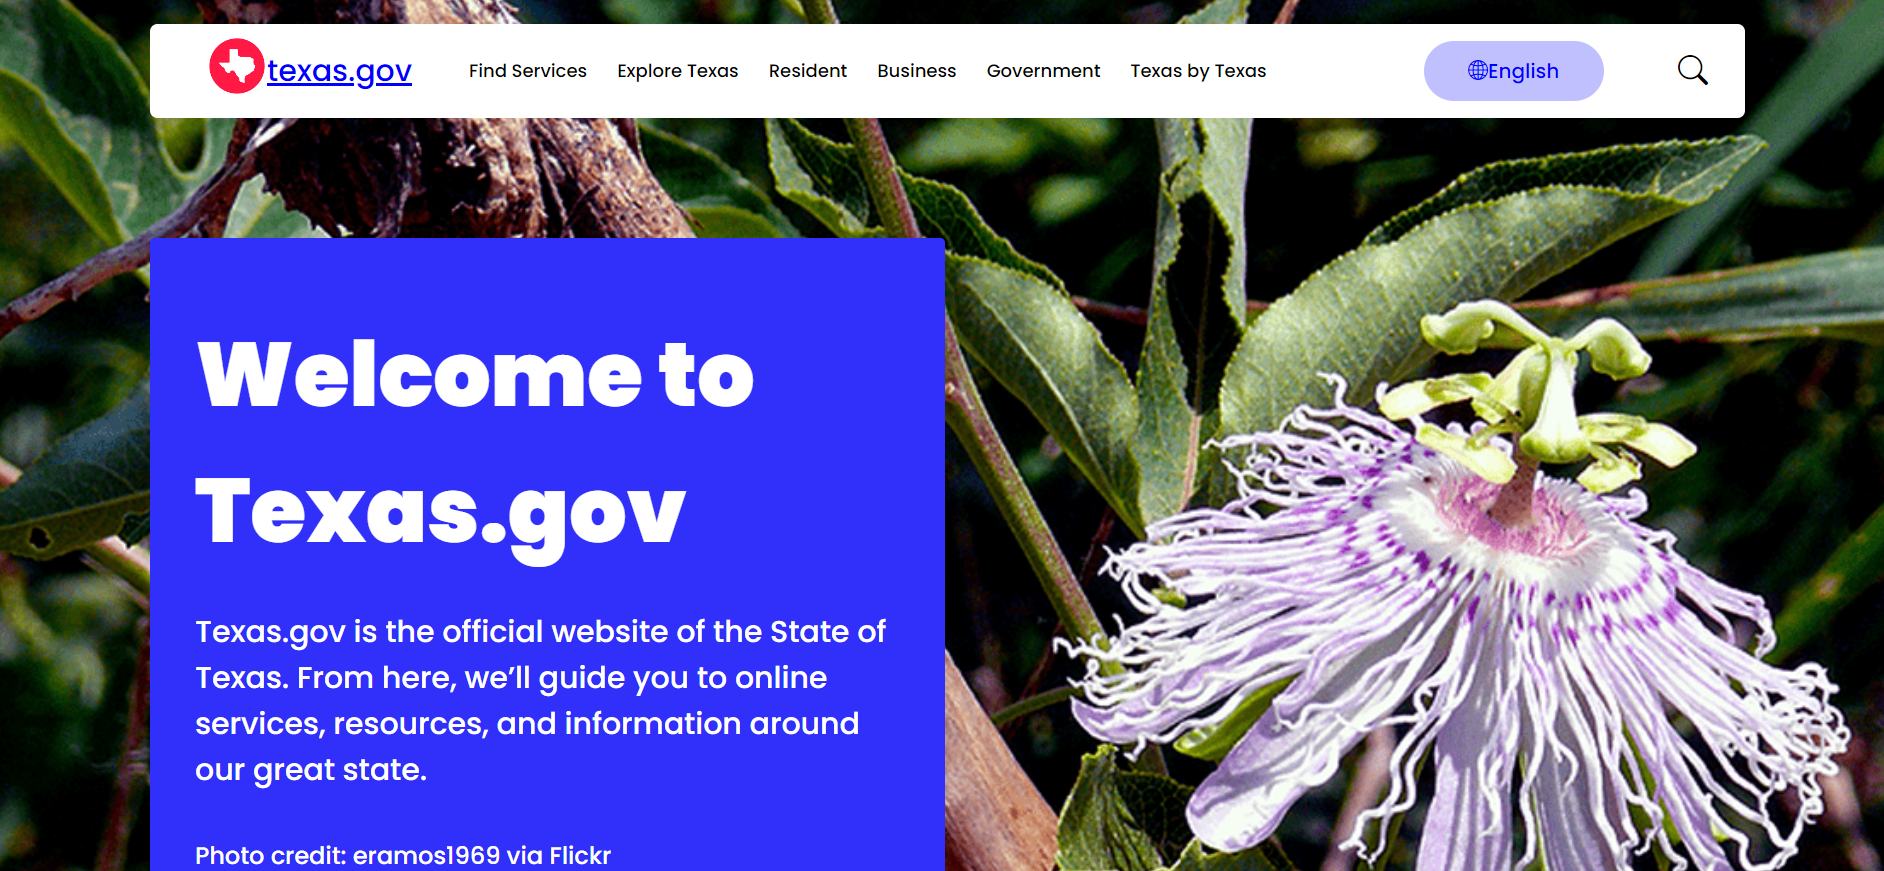 texas.gov
Find Services
Explore Texas
Resident
Business
Government
Texas by Texas
English
Welcome to
Texas.gov
Texas.gov is the official website of the State of
Texas. From here, we’ll guide you to online
services, resources, and information around
our great state.
Photo credit: eramos1969 via Flickr